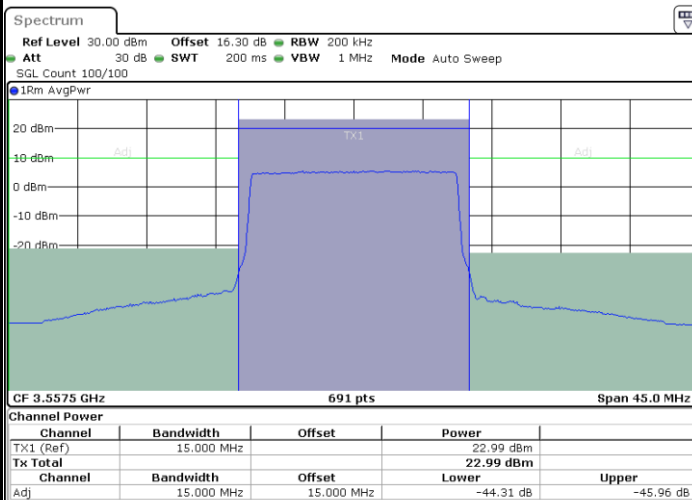 Spectrum
Ref Level 30.00 dBm Offset 16.30 dB RBW 200 kHz
Att 30 dB SWT 200 ms VBW 1 MHz Mode Auto Sweep
SGL Count 100/100
1Rm AvgPwr
20 dBm
TX1
Adj Adj
10 dBm
0 dBm
-10 dBm
-20 dBm
CF 3.5575 GHz 691 pts Span 45.0 MHz
Channel Power
Channel Bandwidth Offset Power
TX1 (Ref) 15.000 MHz 22.99 dBm
Tx Total 22.99 dBm
Channel Bandwidth Offset Lower Upper
Adj 15.000 MHz 15.000 MHz -44.31 dB -45.96 dB